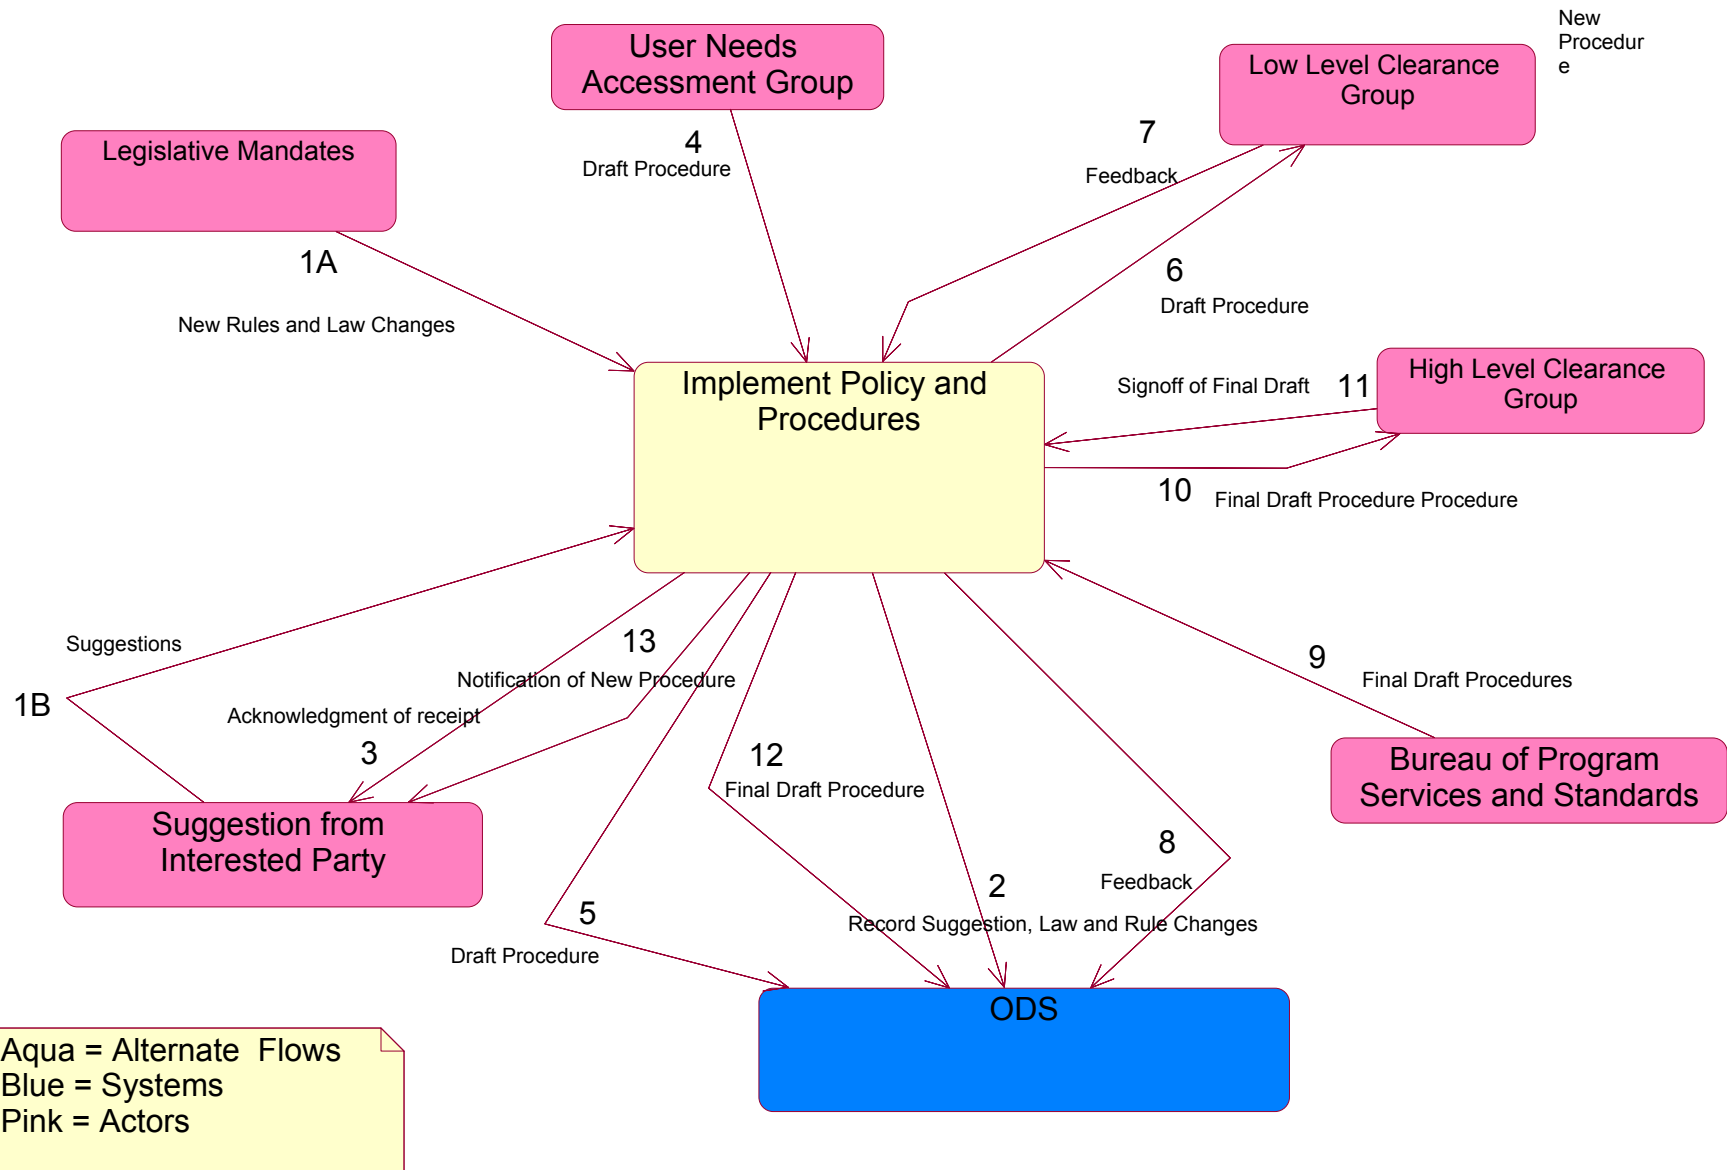 New
Procedur
e
User Needs
Accessment Group
Low Level Clearance
Group
Legislative Mandates
4
Draft Procedure
7
Feedback
1A
New Rules and Law Changes
6
Draft Procedure
Implement Policy and
Procedures
Signoff of Final Draft
11
High Level Clearance
Group
10
Final Draft Procedure Procedure
Suggestions
1B
13
Notification of New Procedure
Acknowledgment of receipt
3
9
Final Draft Procedures
12
Final Draft Procedure
Bureau of Program
Services and Standards
Suggestion from
Interested Party
8
Feedback
2
Record Suggestion, Law and Rule Changes
5
Draft Procedure
ODS
Aqua = Alternate  Flows
Blue = Systems
Pink = Actors